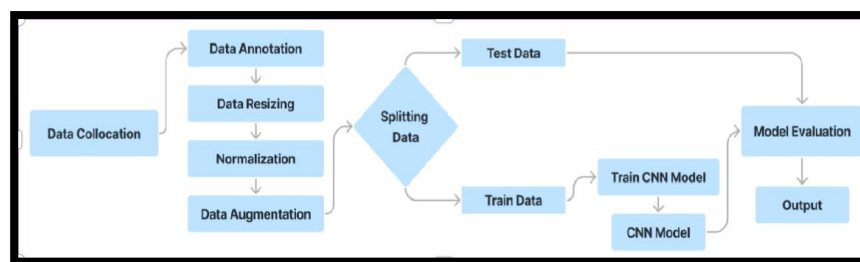 Data Collocation
Data Annotation
Data Resizing
Normalization
Data Augmentation
Splitting
Data
Test Data
Train Data
Train CNN Model
CNN Model
Model Evaluation
Output